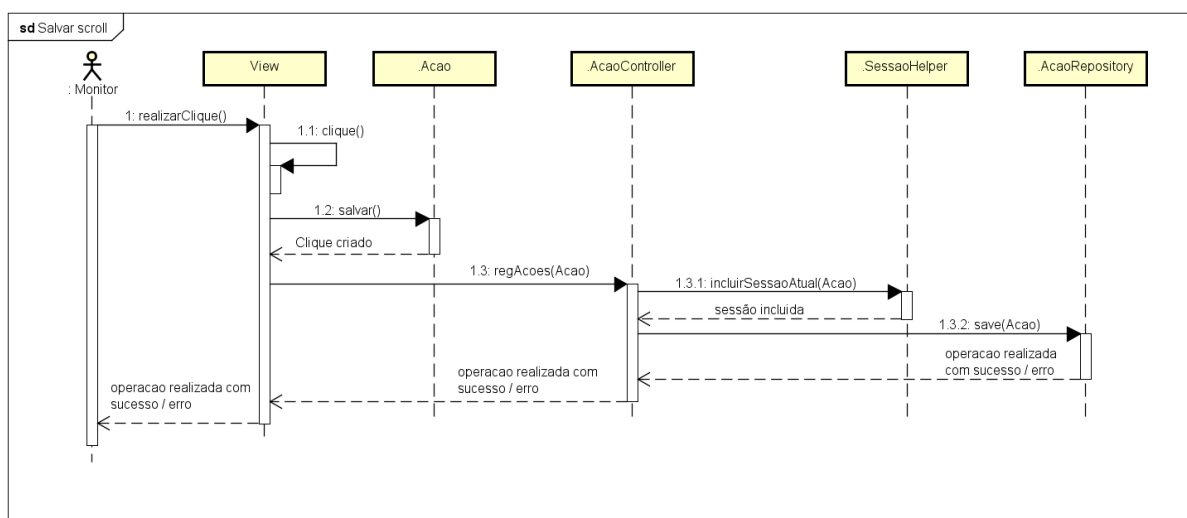 sd Salvar scroll
: Monitor
View
.Acao
.AcaoController
.SessaoHelper
.AcaoRepository
1: realizarClique()
1.1: clique()
1.2: salvar()
Clique criado
1.3: regAcoes(Acao)
1.3.1: incluirSessaoAtual(Acao)
sessão incluida
1.3.2: save(Acao)
operacao realizada
com sucesso / erro
operacao realizada com
sucesso / erro
operacao realizada com
sucesso / erro